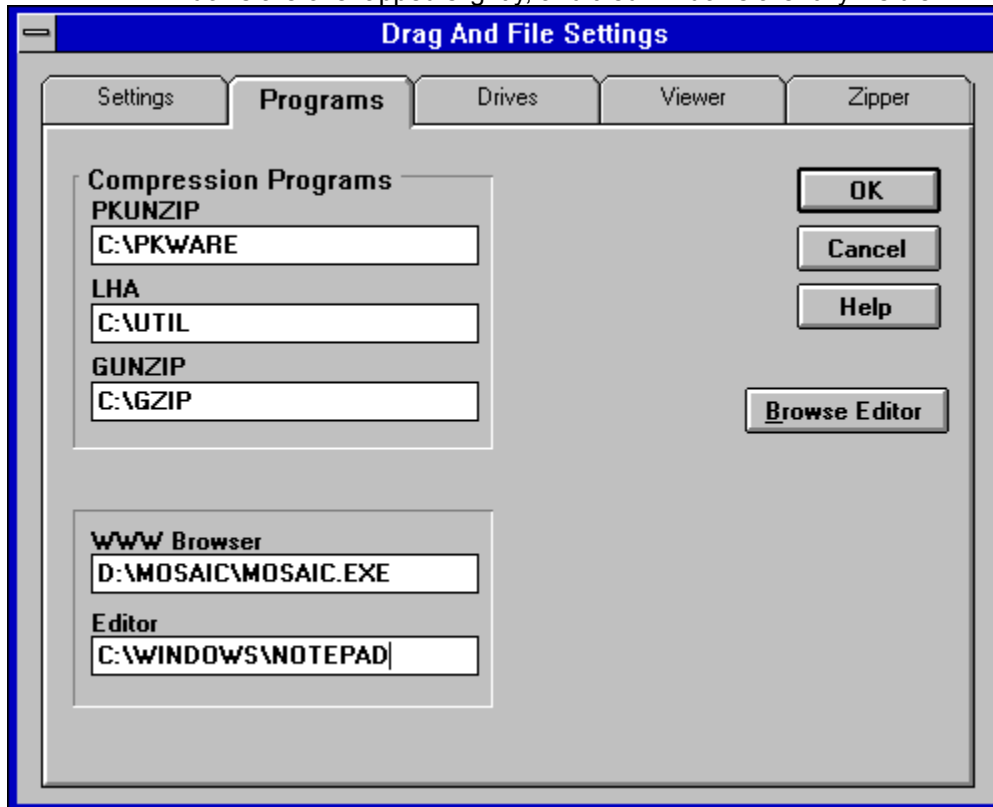 Drag And File Settings
Settings Programs Drives Viewer Zipper
Compression Programs
PKUNZIP
C:\PKWARE
LHA
C:\UTIL
GUNZIP
C:\GZIP
OK
Cancel
Help
Browse Editor
WWW Browser
D:\MOSAIC\MOSAIC.EXE
Editor
C:\WINDOWS\NOTEPAD